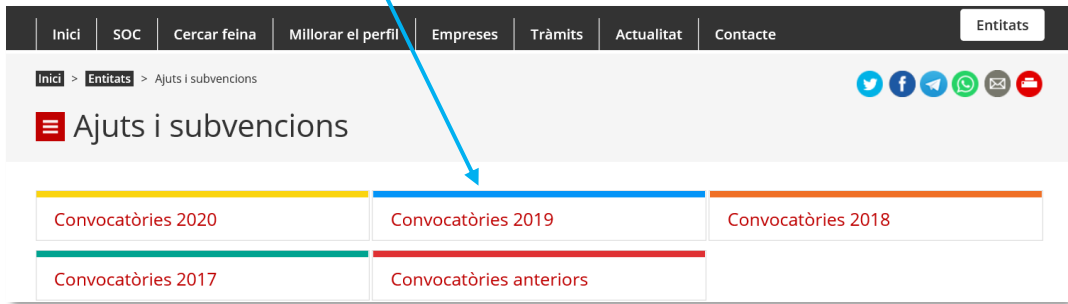 Inici SOC Cercar feina Millorar el perfil Empreses Tràmits Actualitat Contacte Entitats
Inici > Entitats > Ajuts i subvencions
Ajuts i subvencions
Convocatòries 2020 Convocatòries 2019 Convocatòries 2018
Convocatòries 2017 Convocatòries anteriors